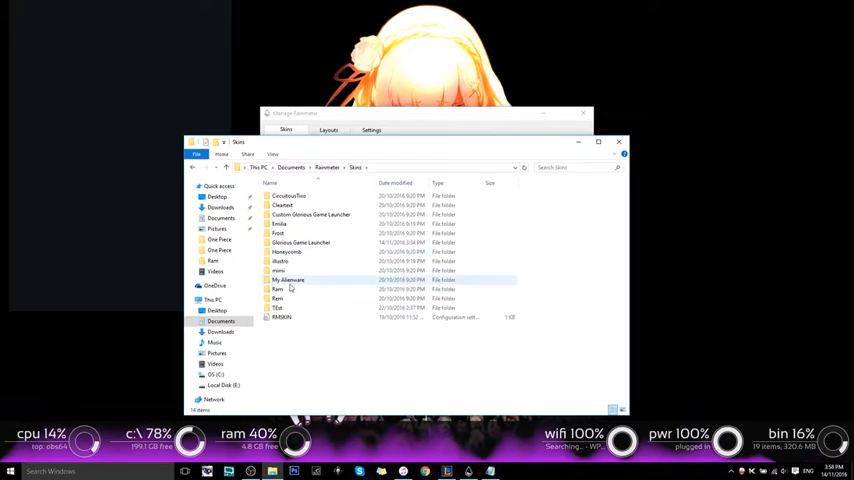 Manage Rainmeter
Skins Layouts Settings
Skins
File Home Share View
This PC Documents Rainmeter Skins
Search Skins
Name Date modified Type Size
Quick access
Desktop
Downloads
Documents
Pictures
One Piece
One Piece
Ram
Videos
OneDrive
This PC
Desktop
Documents
Downloads
Music
Pictures
Videos
OS (C:)
Local Disk (E:)
Network
CircuitousTwo 20/10/2016 9:20 PM File folder
Cleartext 20/10/2016 9:20 PM File folder
Custom Glorious Game Launcher 20/10/2016 9:20 PM File folder
Emilia 20/10/2016 9:19 PM File folder
Frost 20/10/2016 9:20 PM File folder
Glorious Game Launcher 14/11/2016 3:54 PM File folder
Honeycomb 20/10/2016 9:20 PM File folder
illustro 20/10/2016 9:19 PM File folder
mimi 20/10/2016 9:20 PM File folder
My Alienware 20/10/2016 9:20 PM File folder
Ram 20/10/2016 9:20 PM File folder
Rem 20/10/2016 9:20 PM File folder
TEst 20/10/2016 2:37 PM File folder
RMSKIN 19/10/2016 11:52 ... Configuration sett... 1 KB
14 items
cpu 14%
top: obs64
c:\ 78%
199.1 GB free
ram 40%
4.8 GB free
wifi 100%
Searching... - WP...
pwr 100%
plugged in
bin 16%
19 items, 320.6 MB
Search Windows
ENG
3:58 PM
14/11/2016